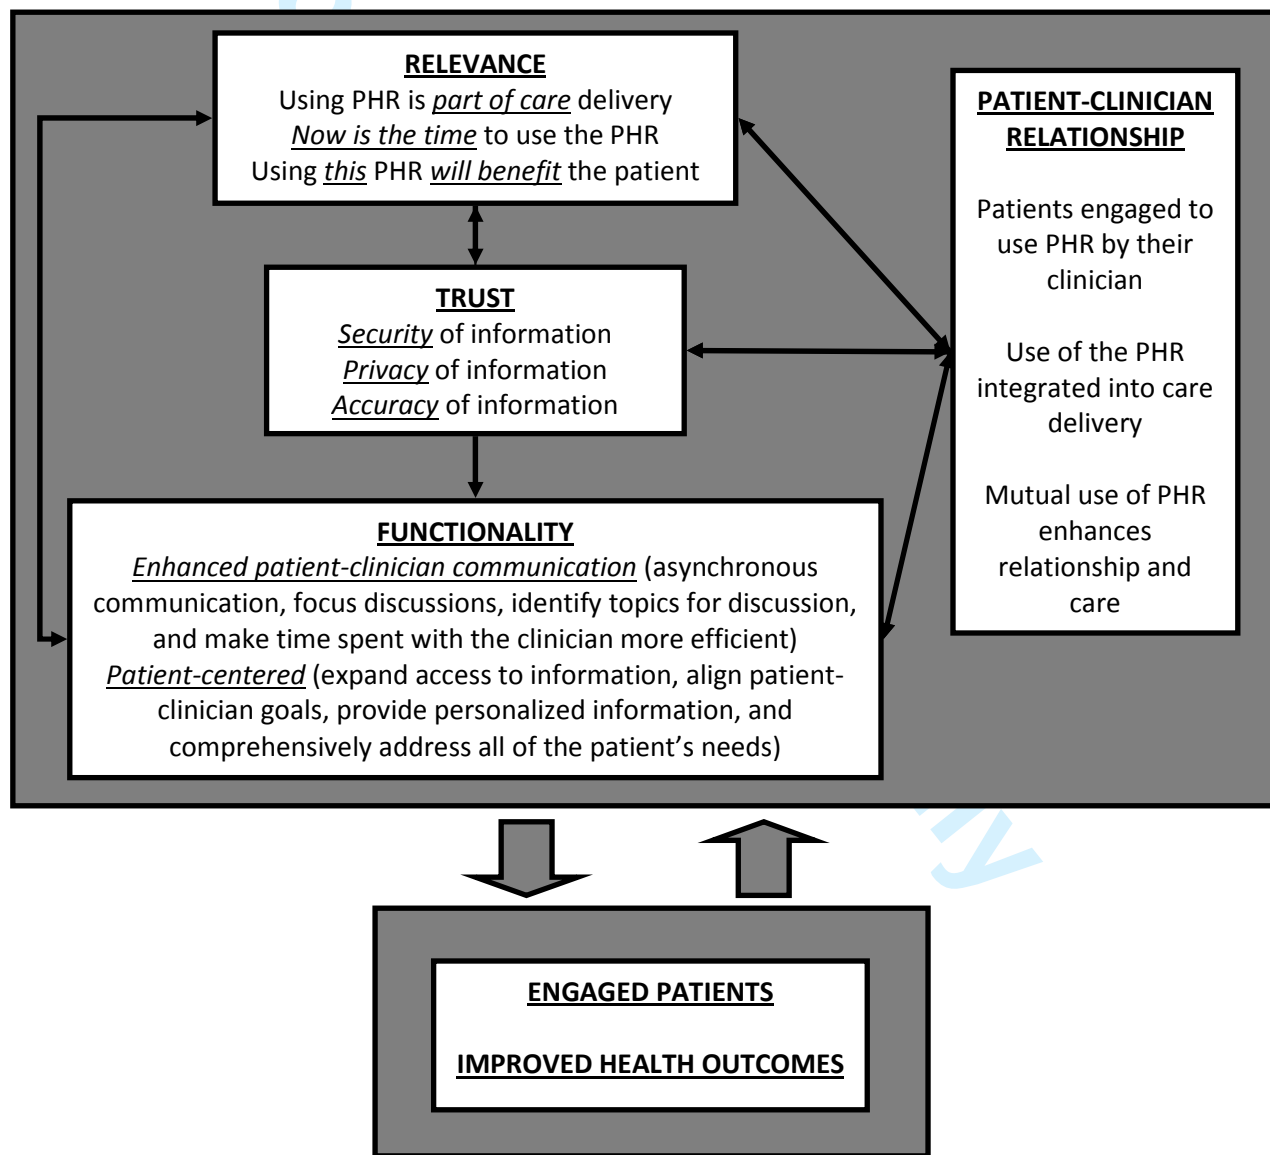 RELEVANCE
Using PHR is part of care delivery
Now is the time to use the PHR
Using this PHR will benefit the patient
TRUST
Security of information
Privacy of information
Accuracy of information
FUNCTIONALITY
Enhanced patient-clinician communication (asynchronous
communication, focus discussions, identify topics for discussion,
and make time spent with the clinician more efficient)
Patient-centered (expand access to information, align patient-
clinician goals, provide personalized information, and
comprehensively address all of the patient’s needs)
PATIENT-CLINICIAN
RELATIONSHIP
Patients engaged to
use PHR by their
clinician
Use of the PHR
integrated into care
delivery
Mutual use of PHR
enhances
relationship and
care
ENGAGED PATIENTS
IMPROVED HEALTH OUTCOMES